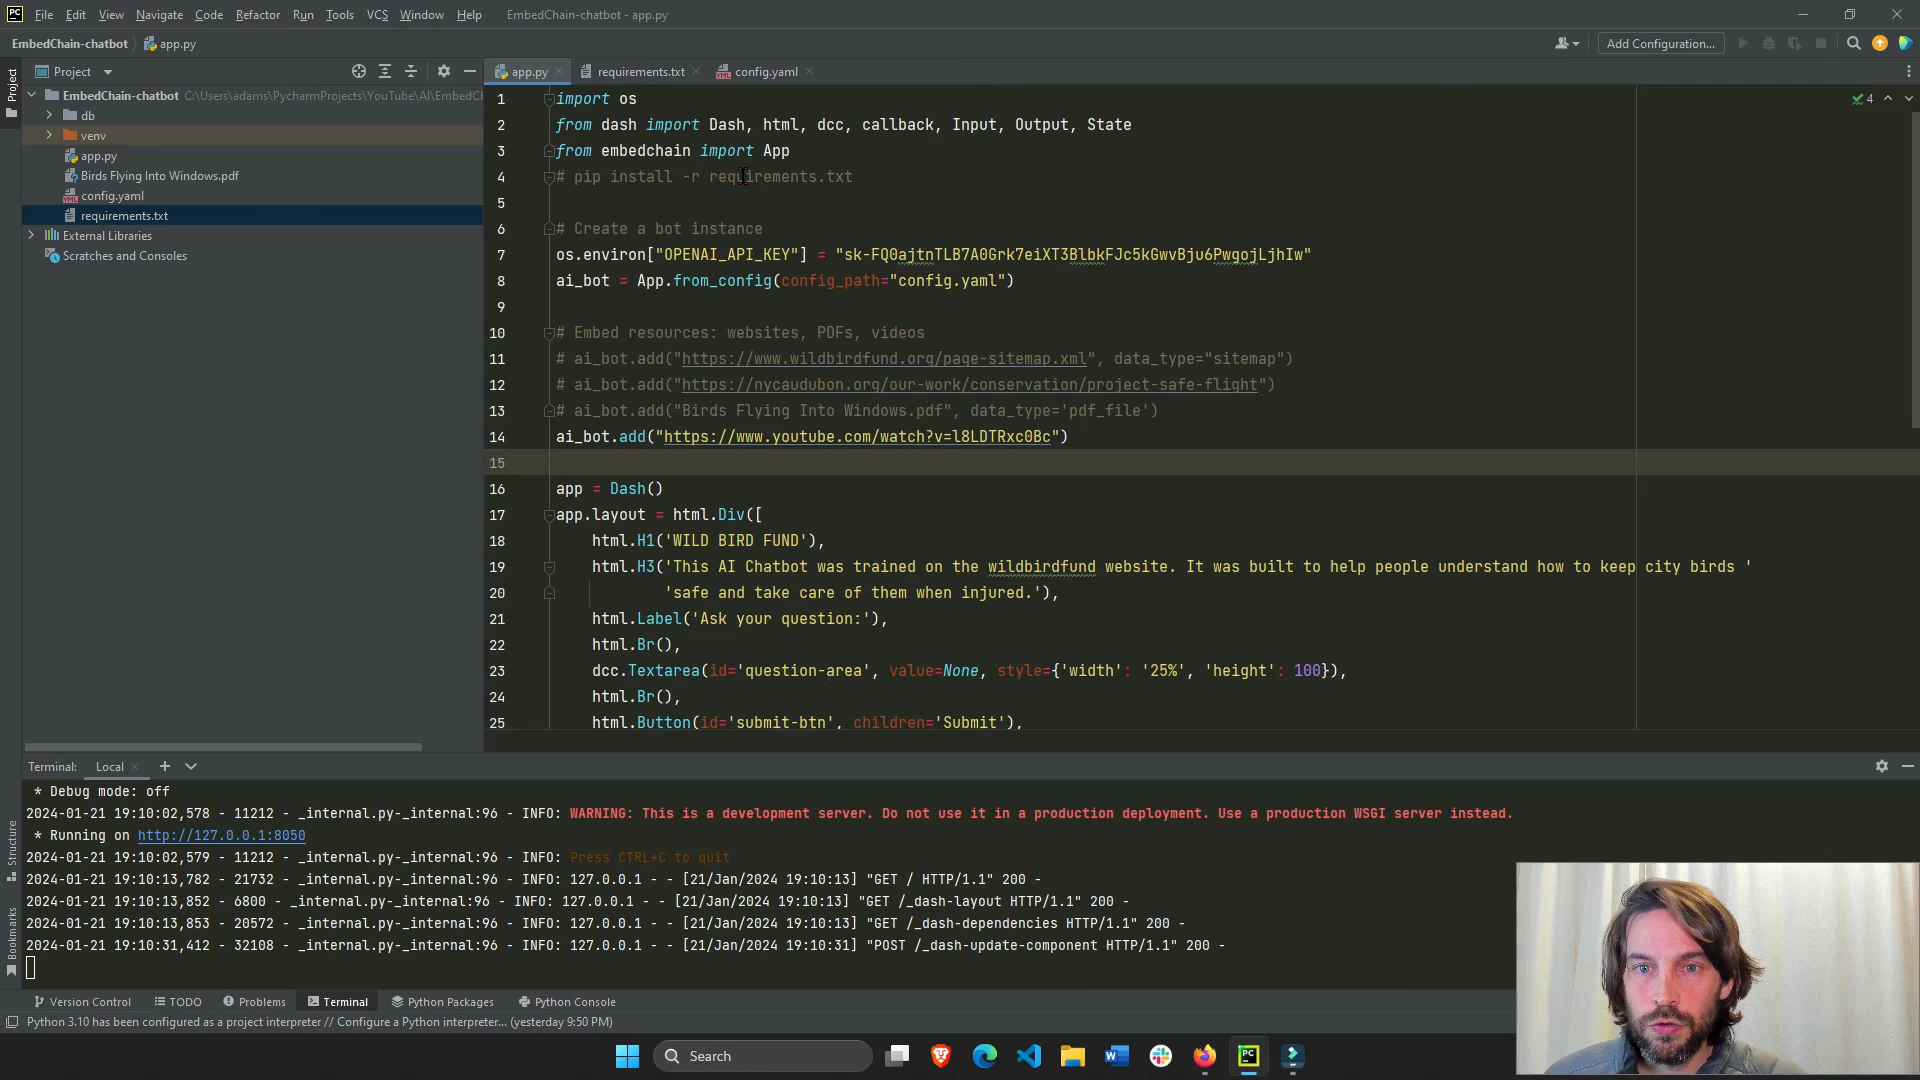 PC File Edit View Navigate Code Refactor Run Tools VCS Window Help EmbedChain-chatbot - app.py
EmbedChain-chatbot app.py Add Configuration...
Project
Project
EmbedChain-chatbot C:\Users\adams\PycharmProjects\YouTube\AI\EmbedC
db
venv
app.py
Birds Flying Into Windows.pdf
config.yaml
requirements.txt
External Libraries
Scratches and Consoles
app.py requirements.txt config.yaml
4
1 import os
2 from dash import Dash, html, dcc, callback, Input, Output, State
3 from embedchain import App
4 # pip install -r requirements.txt
5
6 # Create a bot instance
7 os.environ["OPENAI_API_KEY"] = "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"
8 ai_bot = App.from_config(config_path="config.yaml")
9
10 # Embed resources: websites, PDFs, videos
11 # ai_bot.add("https://www.wildbirdfund.org/page-sitemap.xml", data_type="sitemap")
12 # ai_bot.add("https://nycaudubon.org/our-work/conservation/project-safe-flight")
13 # ai_bot.add("Birds Flying Into Windows.pdf", data_type='pdf_file')
14 ai_bot.add("https://www.youtube.com/watch?v=l8LDTRxc0Bc")
15
16 app = Dash()
17 app.layout = html.Div([
18 html.H1('WILD BIRD FUND'),
19 html.H3('This AI Chatbot was trained on the wildbirdfund website. It was built to help people understand how to keep city birds '
20 'safe and take care of them when injured.'),
21 html.Label('Ask your question:'),
22 html.Br(),
23 dcc.Textarea(id='question-area', value=None, style={'width': '25%', 'height': 100}),
24 html.Br(),
25 html.Button(id='submit-btn', children='Submit'),
Terminal: Local
* Debug mode: off
2024-01-21 19:10:02,578 - 11212 - _internal.py-_internal:96 - INFO: WARNING: This is a development server. Do not use it in a production deployment. Use a production WSGI server instead.
* Running on http://127.0.0.1:8050
2024-01-21 19:10:02,579 - 11212 - _internal.py-_internal:96 - INFO: Press CTRL+C to quit
2024-01-21 19:10:13,782 - 21732 - _internal.py-_internal:96 - INFO: 127.0.0.1 - - [21/Jan/2024 19:10:13] "GET / HTTP/1.1" 200 -
2024-01-21 19:10:13,852 - 6800 - _internal.py-_internal:96 - INFO: 127.0.0.1 - - [21/Jan/2024 19:10:13] "GET /_dash-layout HTTP/1.1" 200 -
2024-01-21 19:10:13,853 - 20572 - _internal.py-_internal:96 - INFO: 127.0.0.1 - - [21/Jan/2024 19:10:13] "GET /_dash-dependencies HTTP/1.1" 200 -
2024-01-21 19:10:31,412 - 32108 - _internal.py-_internal:96 - INFO: 127.0.0.1 - - [21/Jan/2024 19:10:31] "POST /_dash-update-component HTTP/1.1" 200 -
Structure
Bookmarks
Version Control TODO Problems Terminal Python Packages Python Console
Python 3.10 has been configured as a project interpreter // Configure a Python interpreter... (yesterday 9:50 PM)
Search
PC